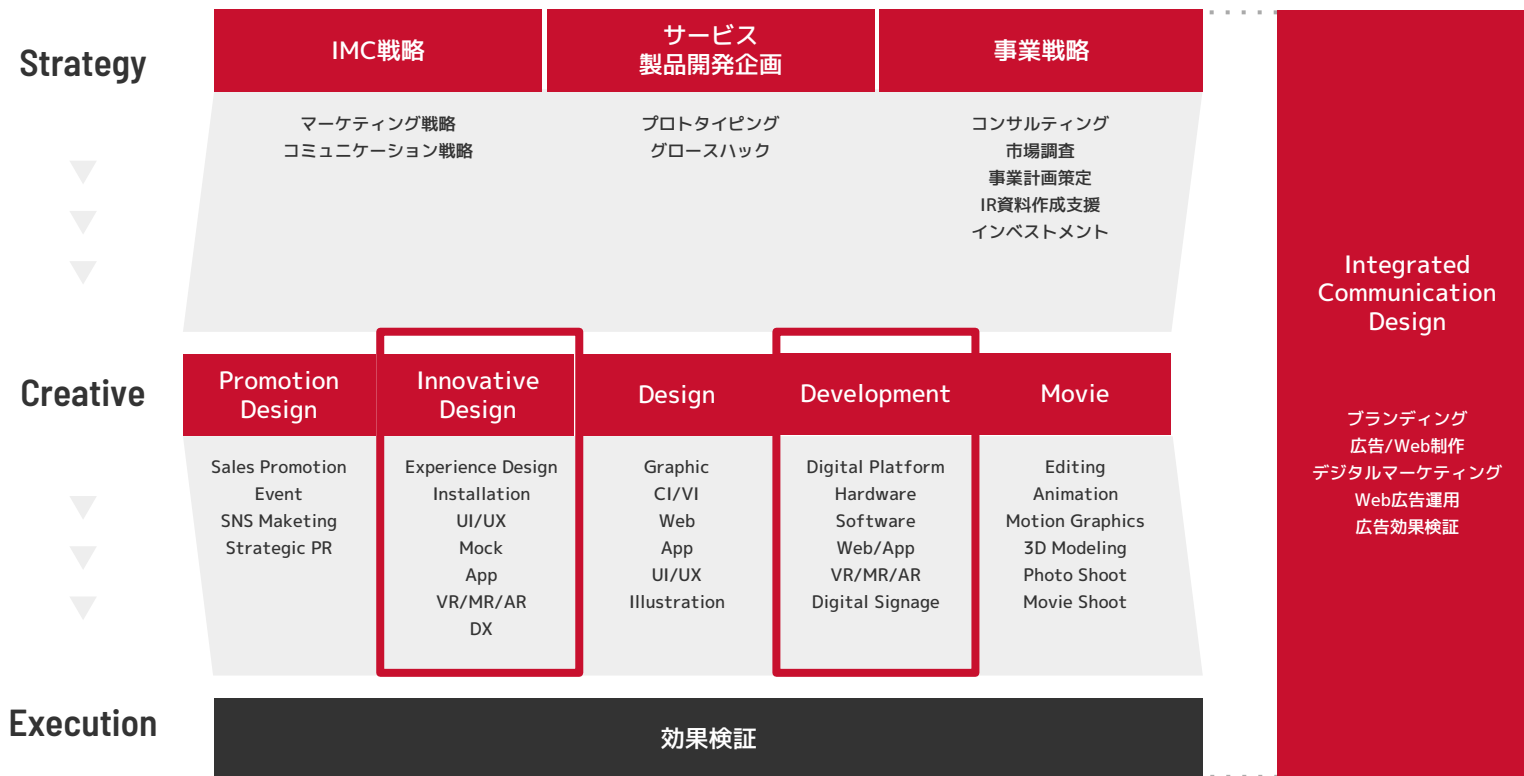 Strategy
IMC戦略
サービス
製品開発企画
事業戦略
マーケティング戦略
コミュニケーション戦略
プロトタイピング
グロースハック
コンサルティング
市場調査
事業計画策定
IR資料作成支援
インベストメント
Creative
Promotion
Design
Innovative
Design
Design
Development
Movie
Sales Promotion
Event
SNS Maketing
Strategic PR
Experience Design
Installation
UI/UX
Mock
App
VR/MR/AR
DX
Graphic
CI/VI
Web
App
UI/UX
Illustration
Digital Platform
Hardware
Software
Web/App
VR/MR/AR
Digital Signage
Editing
Animation
Motion Graphics
3D Modeling
Photo Shoot
Movie Shoot
Execution
効果検証
Integrated
Communication
Design
ブランディング
広告/Web制作
デジタルマーケティング
Web広告運用
広告効果検証